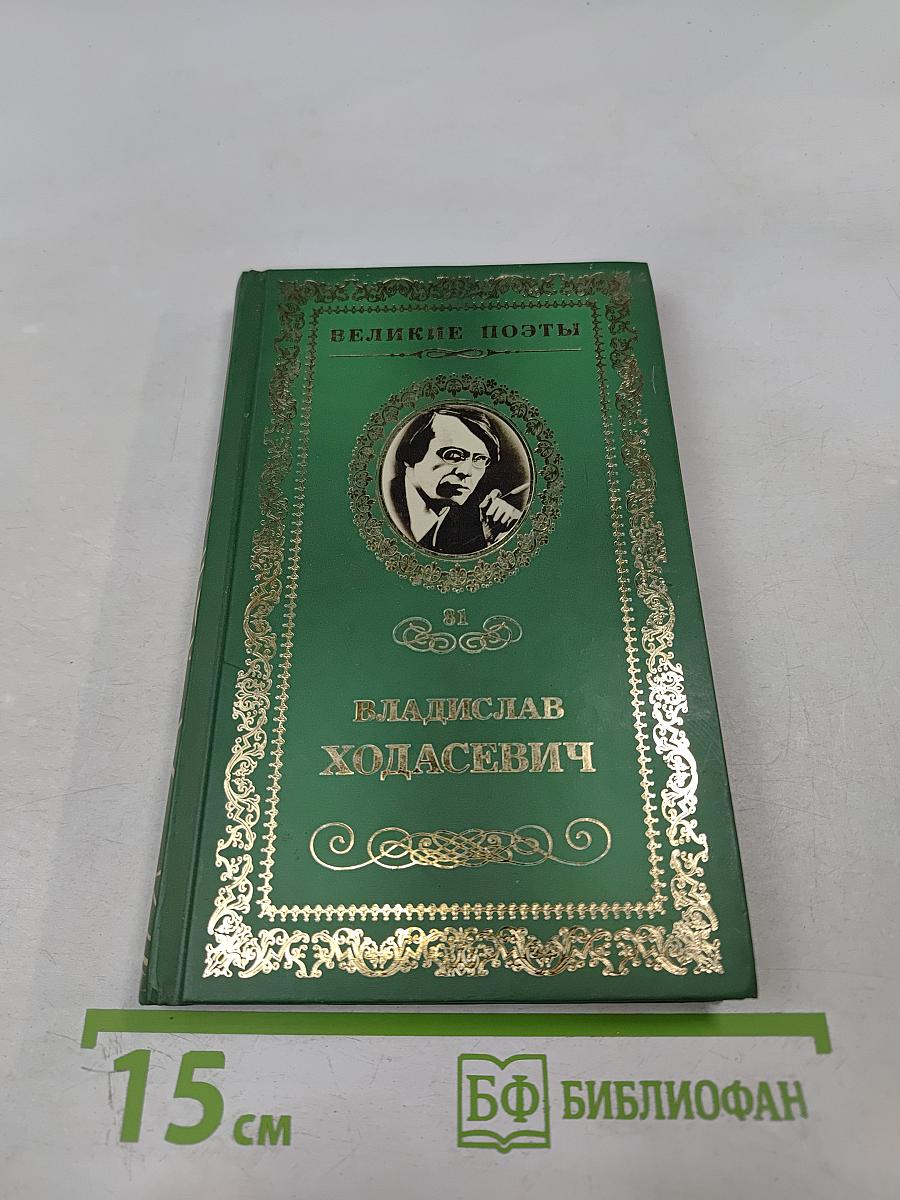 ВЕЛИКИЕ ПОЭТЫ
81
ВЛАДИСЛАВ
ХОДАСЕВИЧ
15 см
БФ БИБЛИОФАН